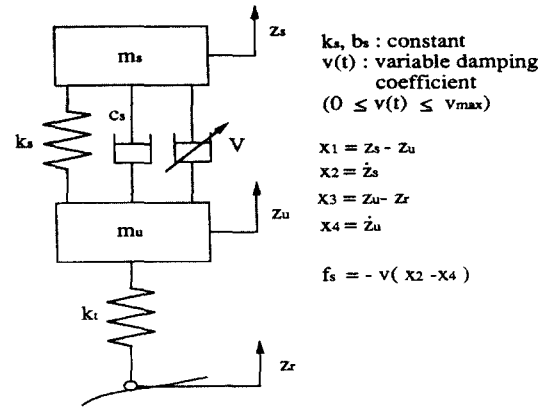 zs
ms
ks, bs : constant
v(t) : variable damping
coefficient
(0 ≤ v(t) ≤ vmax)
cs
ks
V
x1 = zs - zu
x2 = żs
x3 = zu- zr
x4 = żu
zu
mu
fs = - v( x2 -x4 )
kt
zr